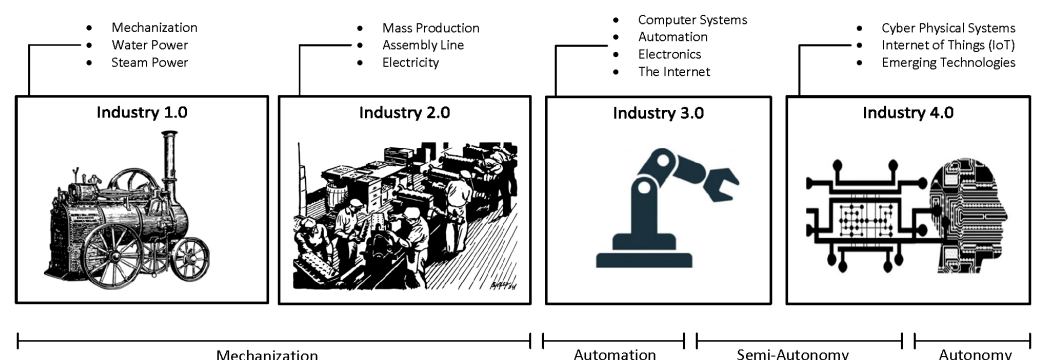 • Mechanization
• Water Power
• Steam Power
• Mass Production
• Assembly Line
• Electricity
• Computer Systems
• Automation
• Electronics
• The Internet
• Cyber Physical Systems
• Internet of Things (IoT)
• Emerging Technologies
Industry 1.0
Industry 2.0
Industry 3.0
Industry 4.0
Mechanization
Automation
Semi-Autonomy
Autonomy